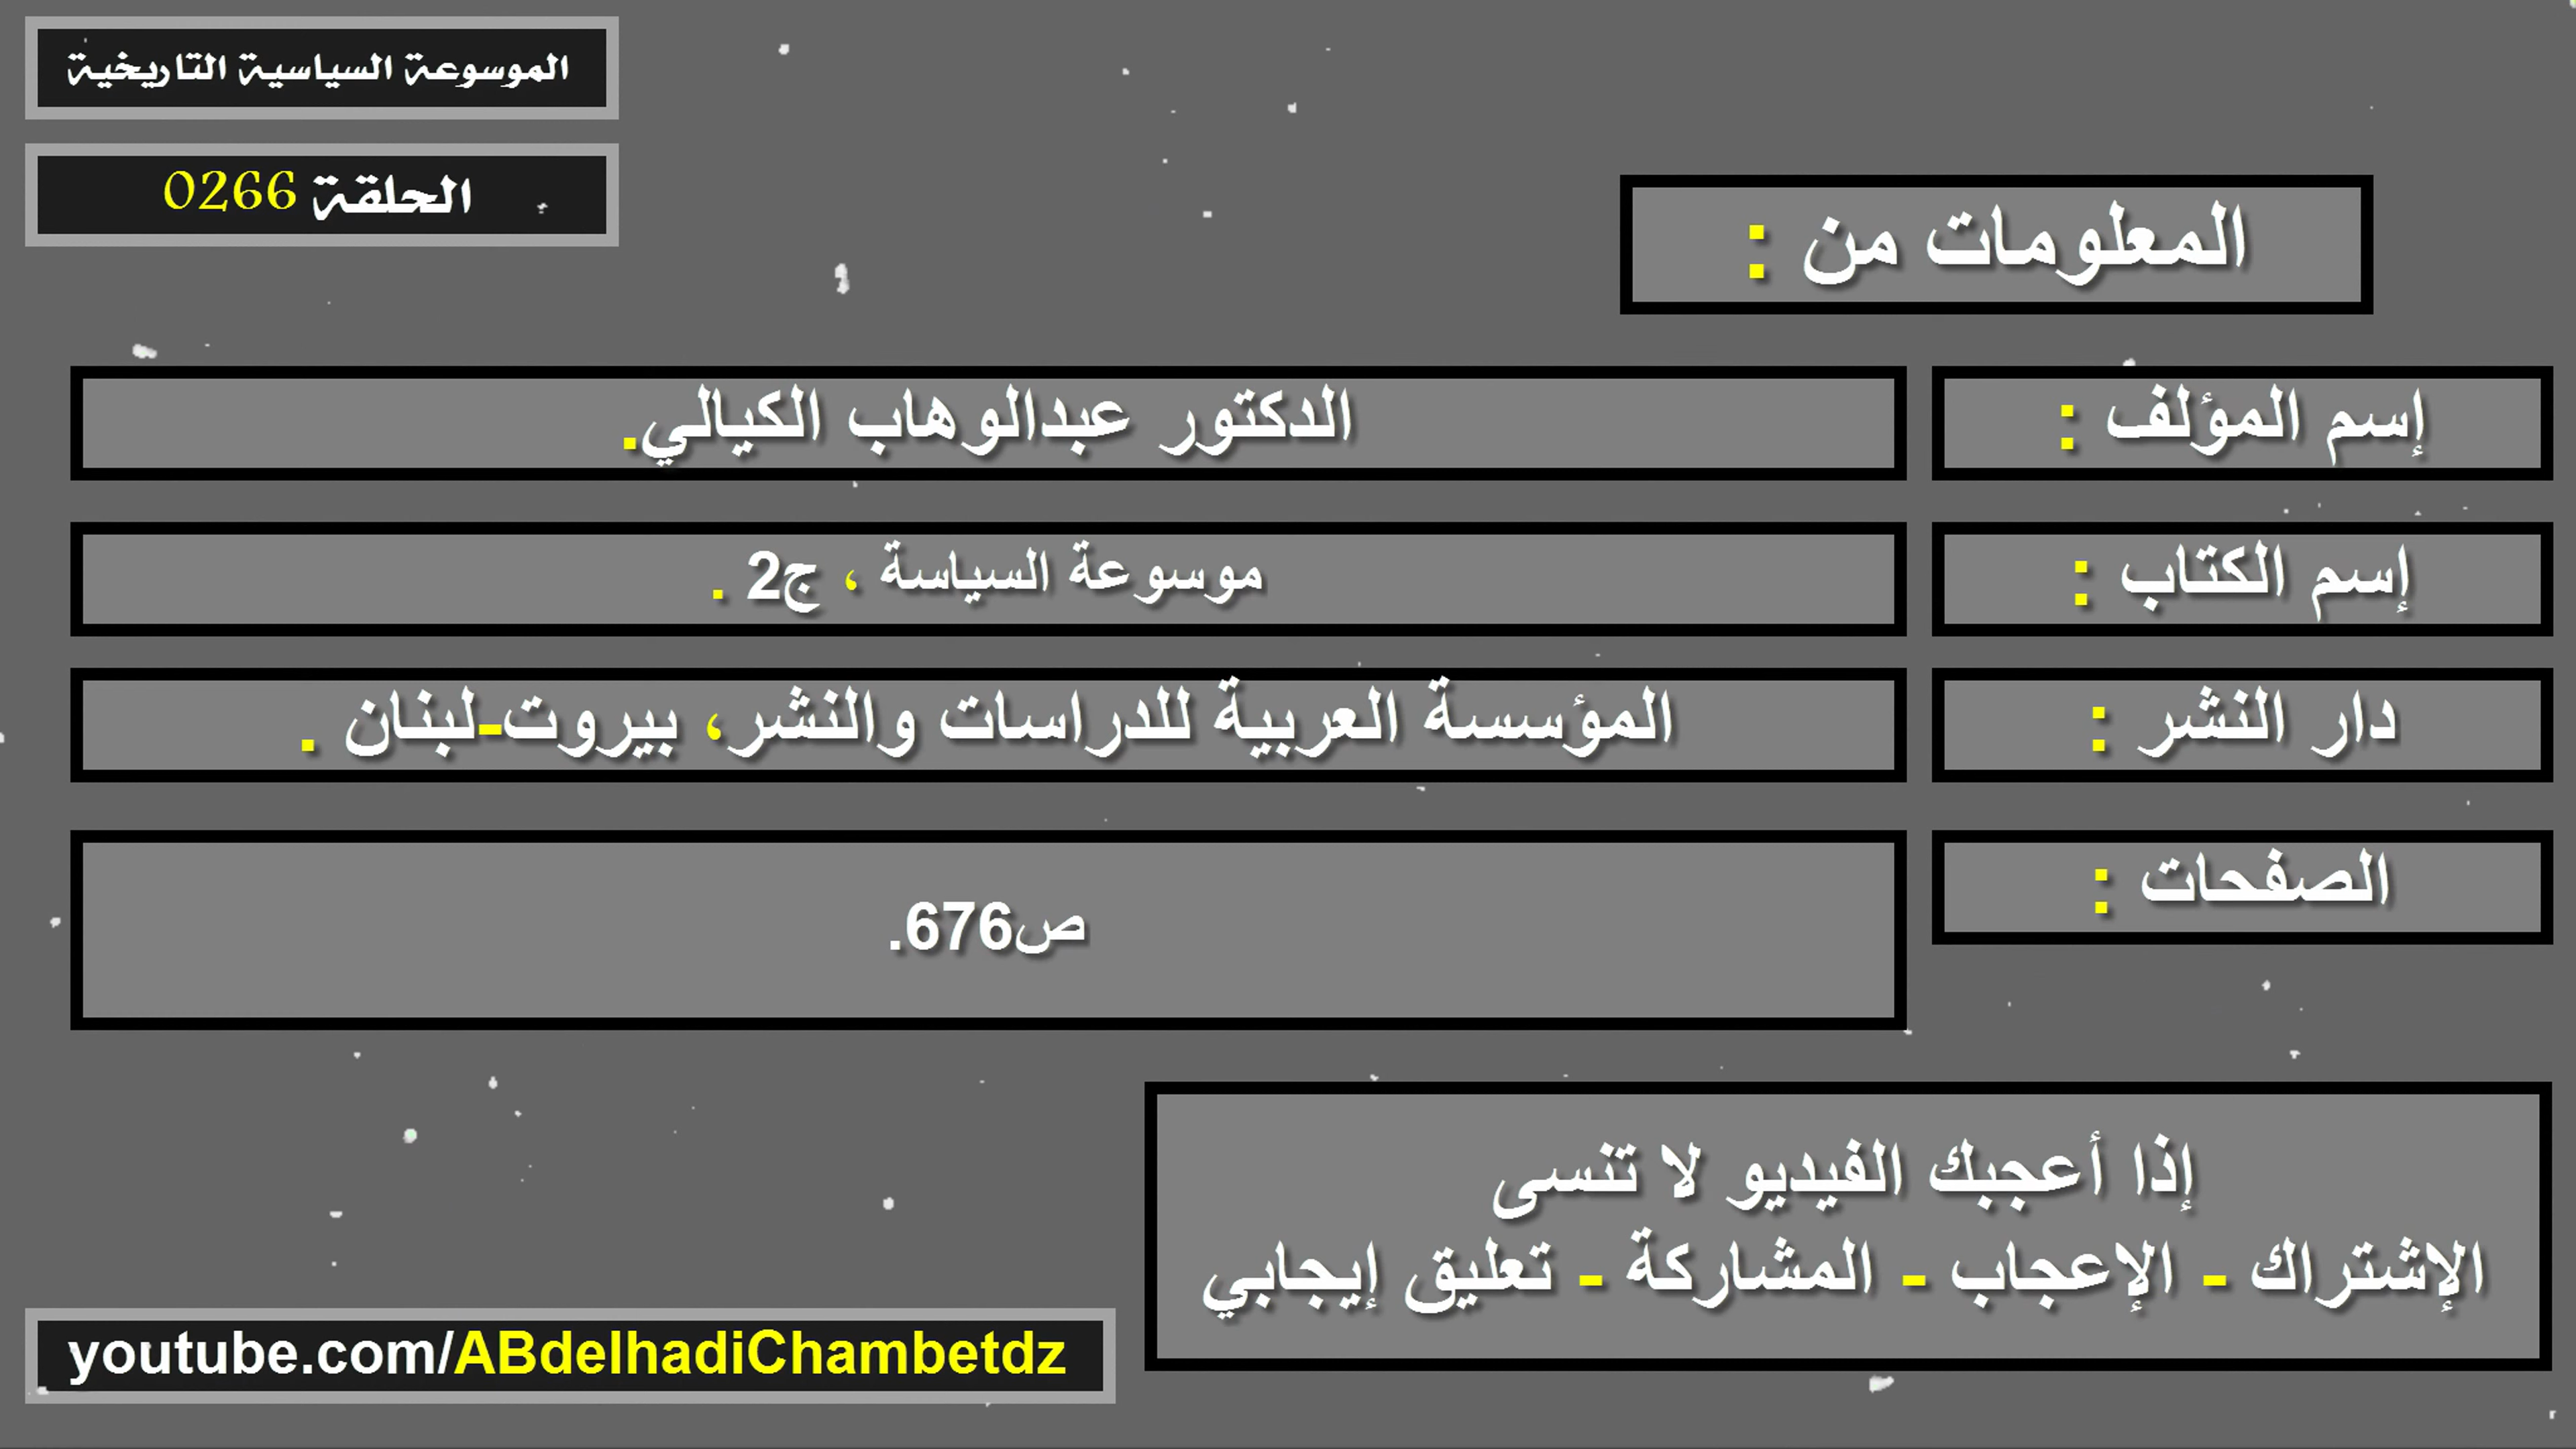 الموسوعة السياسية التاريخية
الحلقة 0266
المعلومات من :
إسم المؤلف :
الدكتور عبدالوهاب الكيالي.
إسم الكتاب :
موسوعة السياسة ، ج2 .
دار النشر :
المؤسسة العربية للدراسات والنشر، بيروت-لبنان .
الصفحات :
ص676.
إذا أعجبك الفيديو لا تنسى
الإشتراك - الإعجاب - المشاركة - تعليق إيجابي
youtube.com/ABdelhadiChambetdz